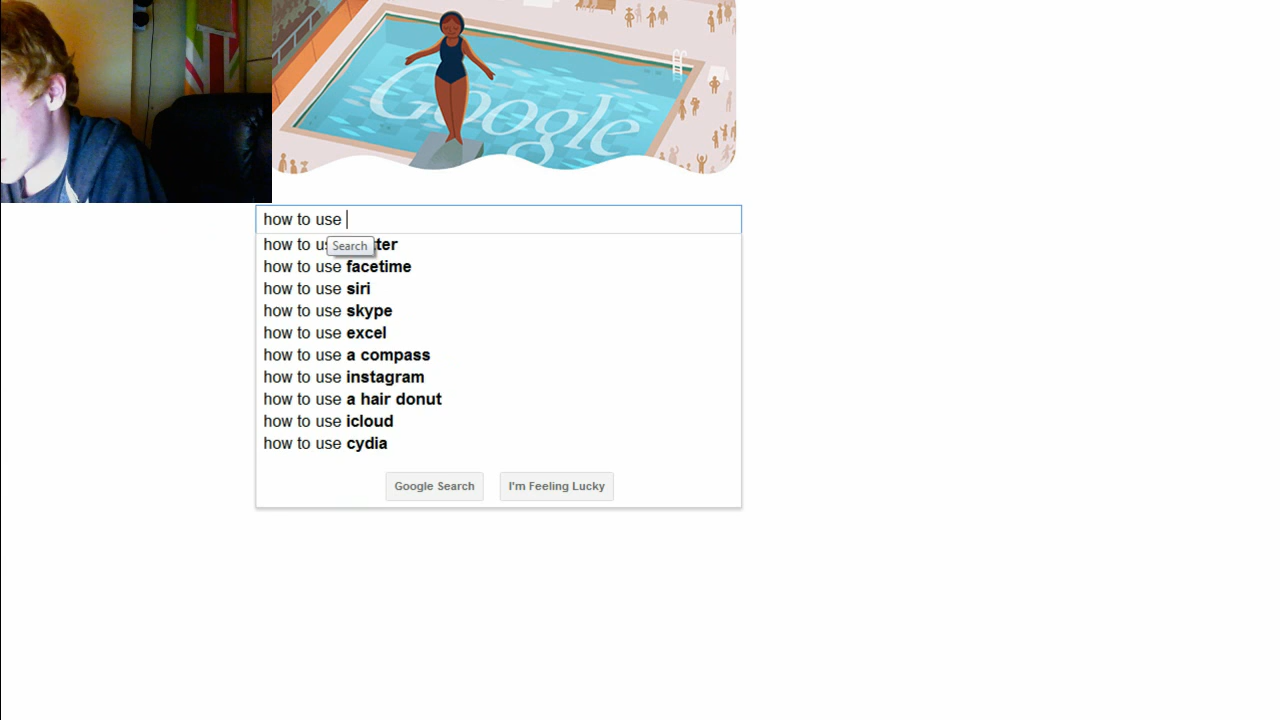 Google
how to use
how to use
Search
how to use facetime
how to use siri
how to use skype
how to use excel
how to use a compass
how to use instagram
how to use a hair donut
how to use icloud
how to use cydia
Google Search
I'm Feeling Lucky